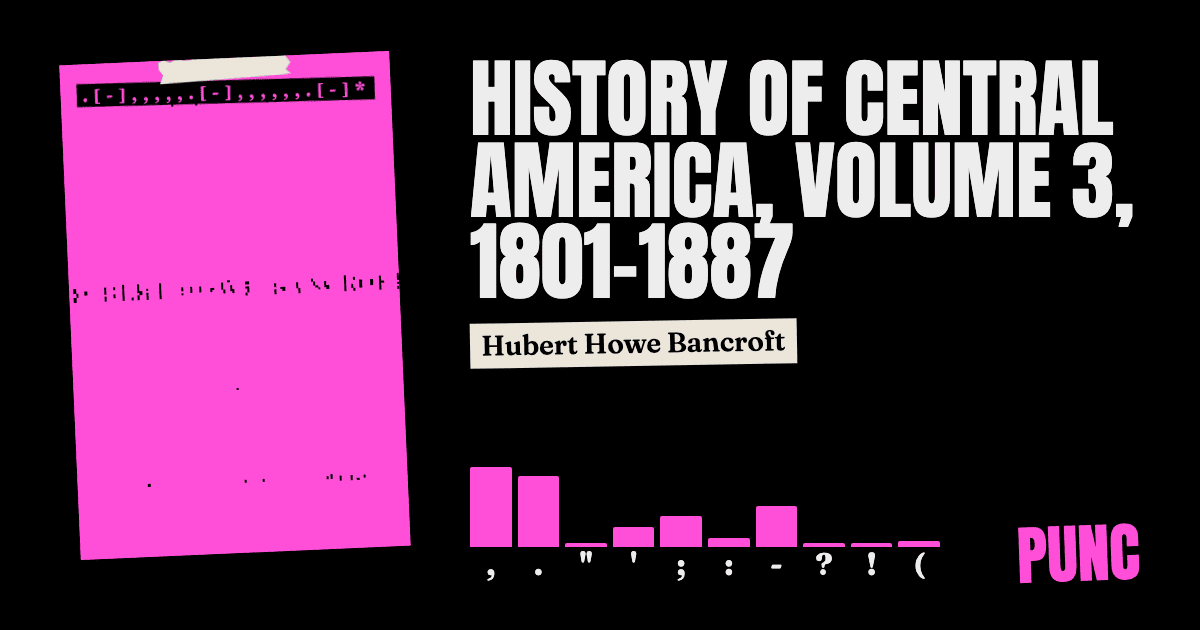 .[-],,,,,.[-],,,,,,.[-]*
HISTORY OF CENTRAL
AMERICA, VOLUME 3,
1801-1887
Hubert Howe Bancroft
, . " ' ; : - ? ! (
PUNC